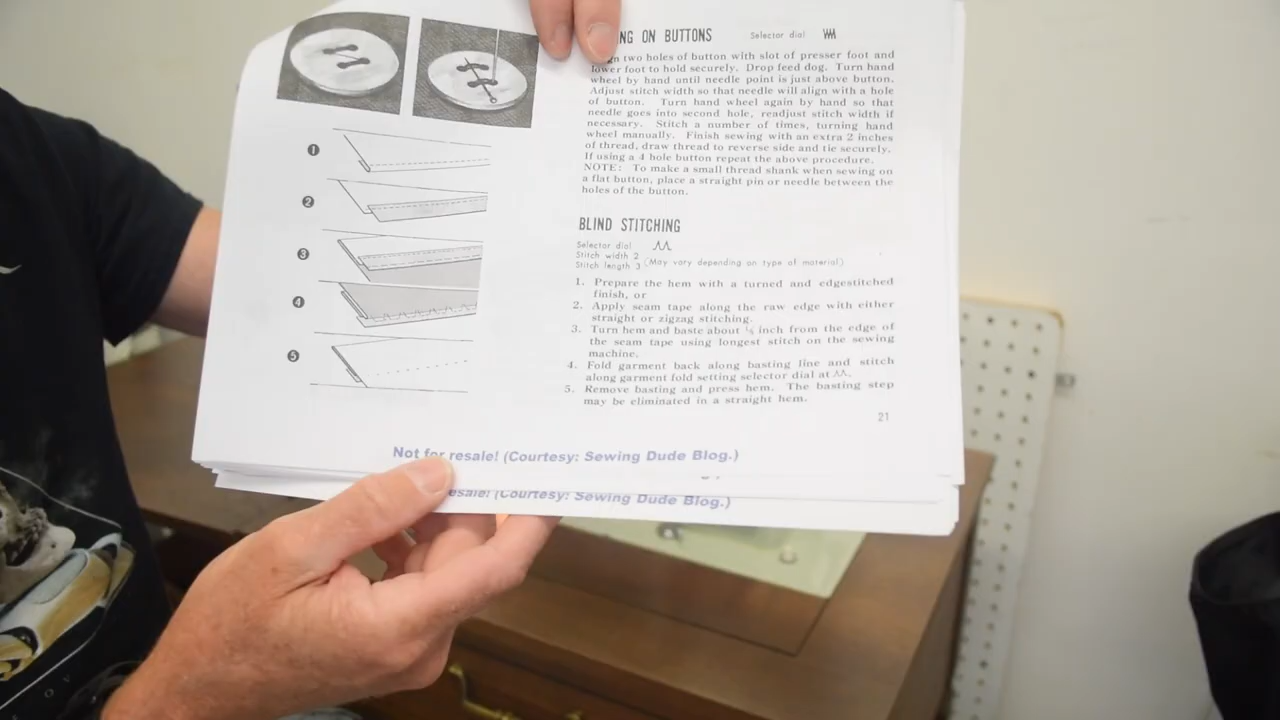 NG ON BUTTONS Selector dial
two holes of button with slot of presser foot and
lower foot to hold securely. Drop feed dog. Turn hand
wheel by hand until needle point is just above button.
Adjust stitch width so that needle will align with a hole
of button. Turn hand wheel again by hand so that
needle goes into second hole, readjust stitch width if
necessary. Stitch a number of times, turning hand
wheel manually. Finish sewing with an extra 2 inches
of thread, draw thread to reverse side and tie securely.
If using a 4 hole button repeat the above procedure.
NOTE: To make a small thread shank when sewing on
a flat button, place a straight pin or needle between the
holes of the button.
1
2
3
4
5
BLIND STITCHING
Selector dial
Stitch width 2
Stitch length 3 (May vary depending on type of material)
1. Prepare the hem with a turned and edgestitched
finish, or
2. Apply seam tape along the raw edge with either
straight or zigzag stitching.
3. Turn hem and baste about inch from the edge of
the seam tape using longest stitch on the sewing
machine.
4. Fold garment back along basting line and stitch
along garment fold setting selector dial at
5. Remove basting and press hem. The basting step
may be eliminated in a straight hem.
21
Not for resale! (Courtesy: Sewing Dude Blog.)
esale! (Courtesy: Sewing Dude Blog.)